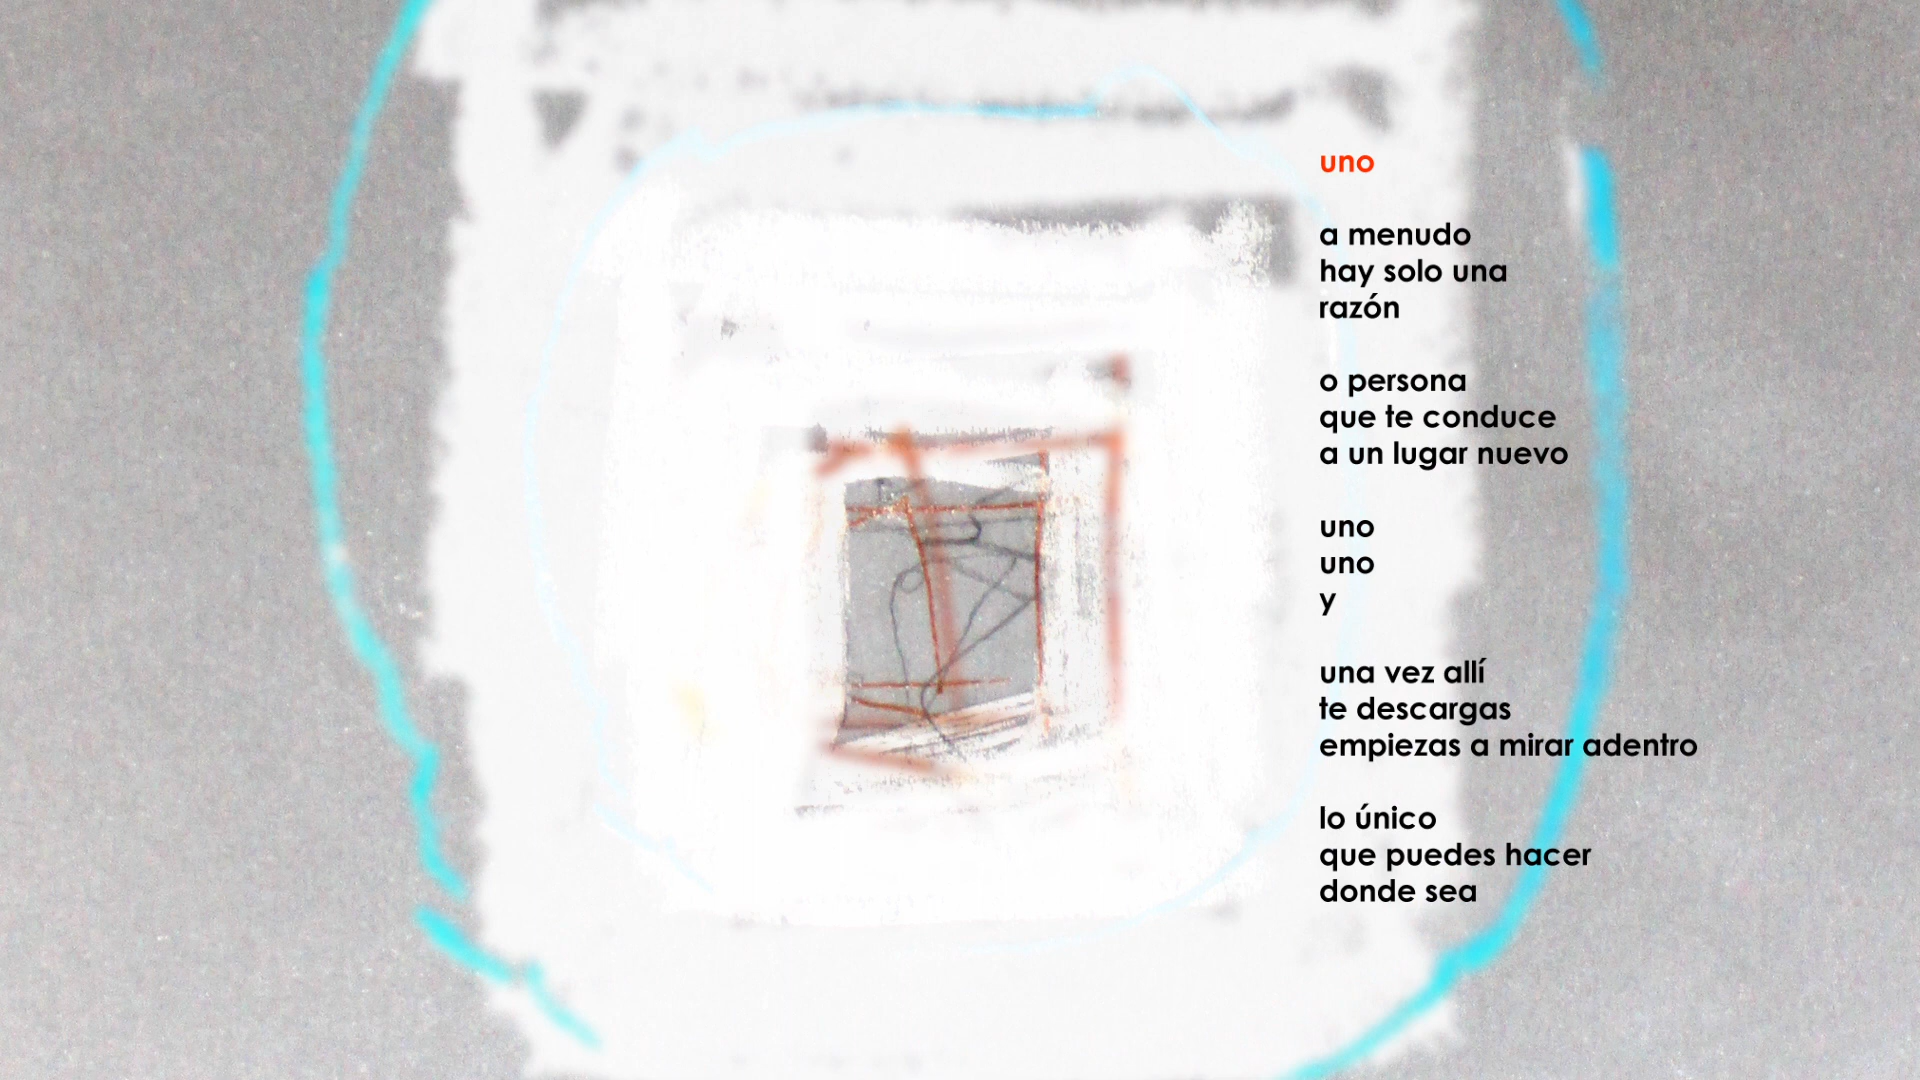 uno
a menudo
hay solo una
razón
o persona
que te conduce
a un lugar nuevo
uno
uno
y
una vez allí
te descargas
empiezas a mirar adentro
lo único
que puedes hacer
donde sea